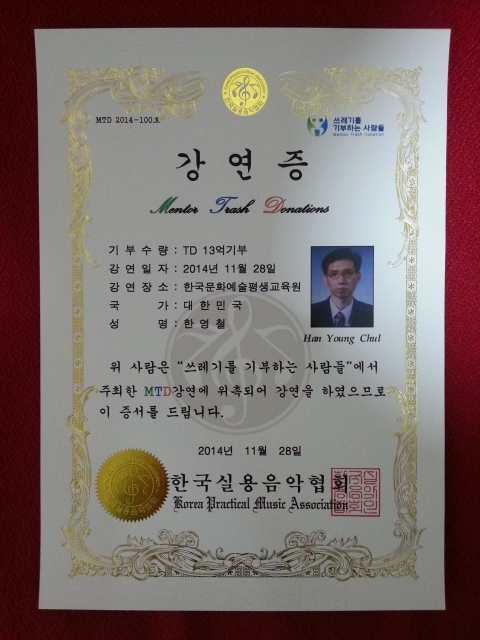 MTD 2014-100호
쓰레기를
기부하는 사람들
Mentor Trash Donation
강 연 증
Mentor Trash Donations
기 부 수 량 : TD 13억기부
강 연 일 자 : 2014년 11월 28일
강 연 장 소 : 한국문화예술평생교육원
국 가 : 대 한 민 국
성 명 : 한 영 철
Han Young Chul
위 사람은 "쓰레기를 기부하는 사람들"에서
주최한 MTD강연에 위촉되어 강연을 하였으므로
이 증서를 드립니다.
2014년 11월 28일
한국실용음악협회
Korea Practical Music Association